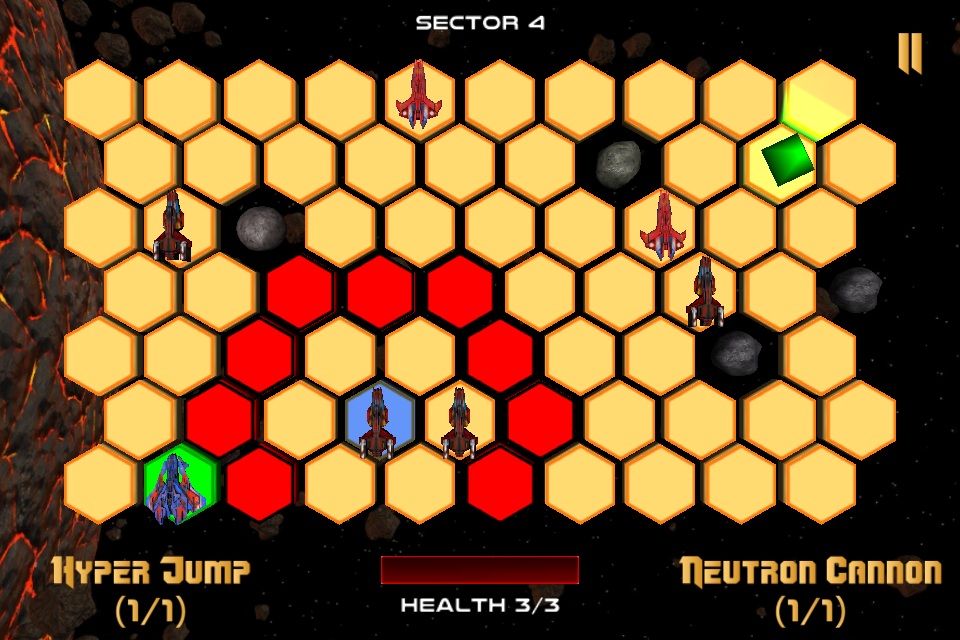 SECTOR 4
HYPER JUMP
(1/1)
HEALTH 3/3
NEUTRON CANNON
(1/1)